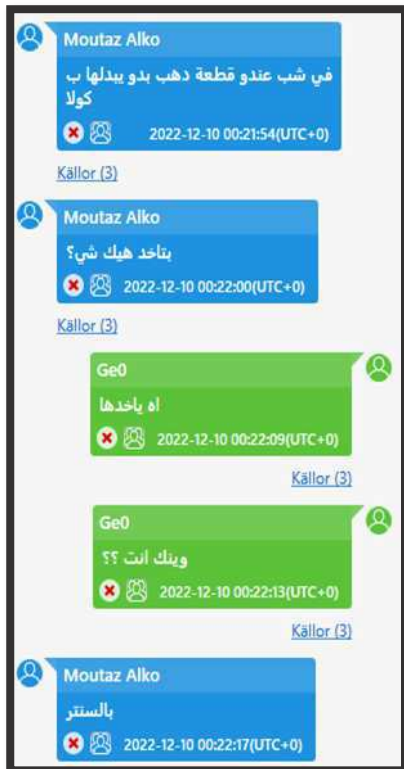 Moutaz Alko
في شب عندو قطعة دهب بدو يبدلها ب
كولا
2022-12-10 00:21:54(UTC+0)
Källor (3)
Moutaz Alko
بتاخد هيك شي؟
2022-12-10 00:22:00(UTC+0)
Källor (3)
Ge0
اه ياخدها
2022-12-10 00:22:09(UTC+0)
Källor (3)
Ge0
وينك انت ؟؟
2022-12-10 00:22:13(UTC+0)
Källor (3)
Moutaz Alko
بالسنتر
2022-12-10 00:22:17(UTC+0)